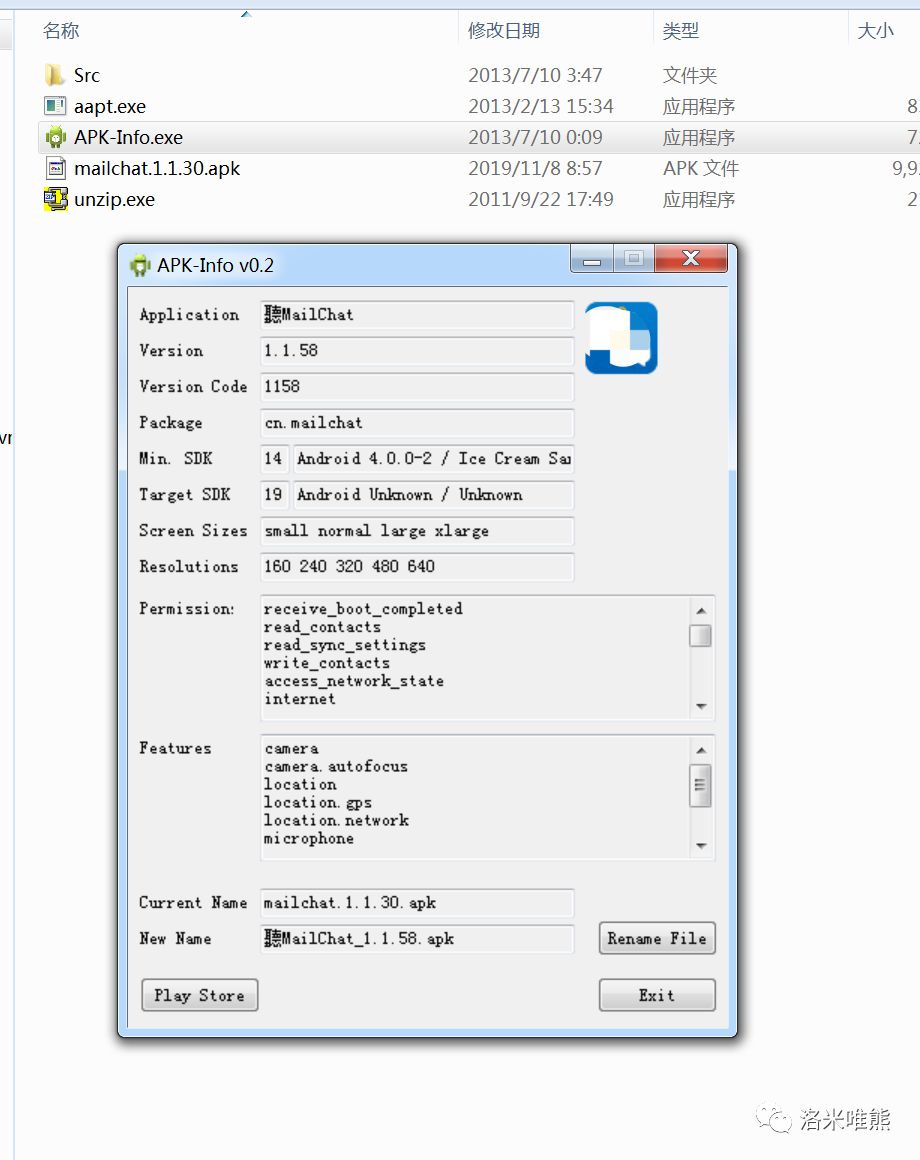 名称 修改日期 类型 大小
Src 2013/7/10 3:47 文件夹
aapt.exe 2013/2/13 15:34 应用程序
APK-Info.exe 2013/7/10 0:09 应用程序
mailchat.1.1.30.apk 2019/11/8 8:57 APK 文件
unzip.exe 2011/9/22 17:49 应用程序
APK-Info v0.2
Application 聽MailChat
Version 1.1.58
Version Code 1158
Package cn.mailchat
Min. SDK 14 Android 4.0.0-2 / Ice Cream
Target SDK 19 Android Unknown / Unknown
Screen Sizes small normal large xlarge
Resolutions 160 240 320 480 640
Permission: receive_boot_completed
read_contacts
read_sync_settings
write_contacts
access_network_state
internet
Features camera
camera.autofocus
location
location.gps
location.network
microphone
Current Name mailchat.1.1.30.apk
New Name 聽MailChat_1.1.58.apk
Rename File
Play Store Exit
洛米唯熊